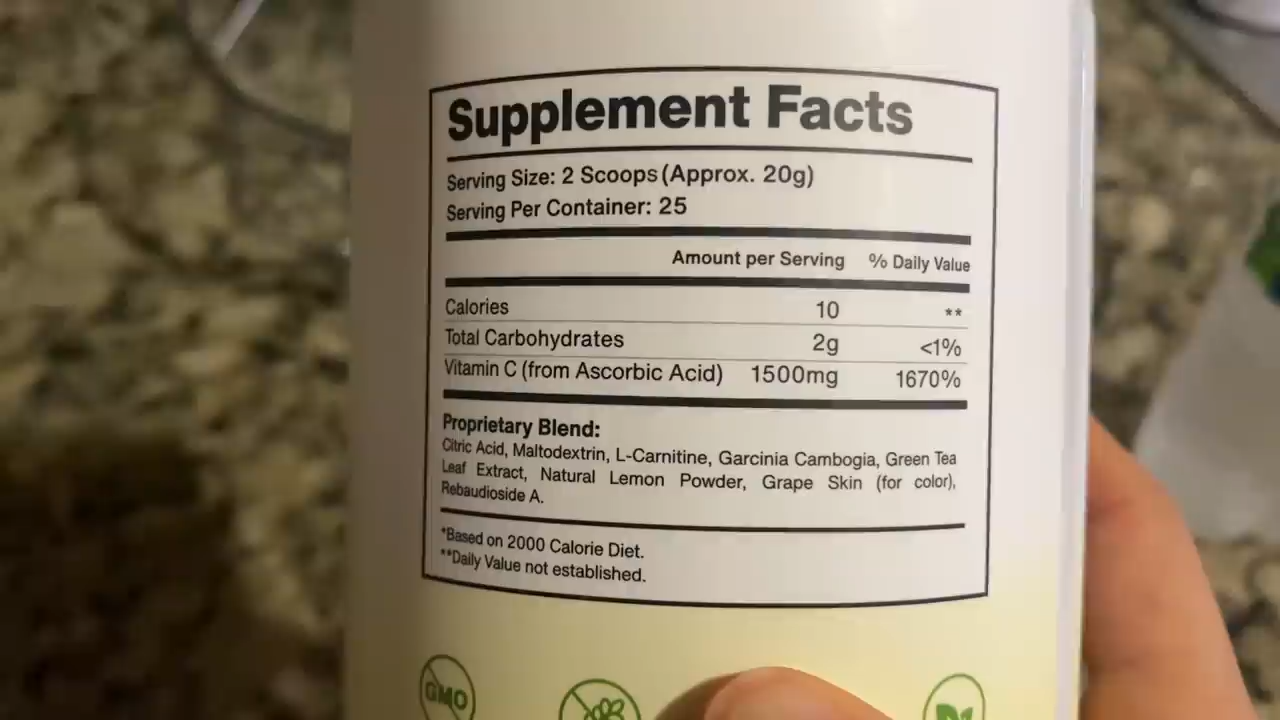 Supplement Facts
Serving Size: 2 Scoops (Approx. 20g)
Serving Per Container: 25
Amount per Serving % Daily Value
Calories 10 **
Total Carbohydrates 2g <1%
Vitamin C (from Ascorbic Acid) 1500mg 1670%
Proprietary Blend:
Citric Acid, Maltodextrin, L-Carnitine, Garcinia Cambogia, Green Tea
Leaf Extract, Natural Lemon Powder, Grape Skin (for color),
Rebaudioside A.
*Based on 2000 Calorie Diet.
**Daily Value not established.
GMO